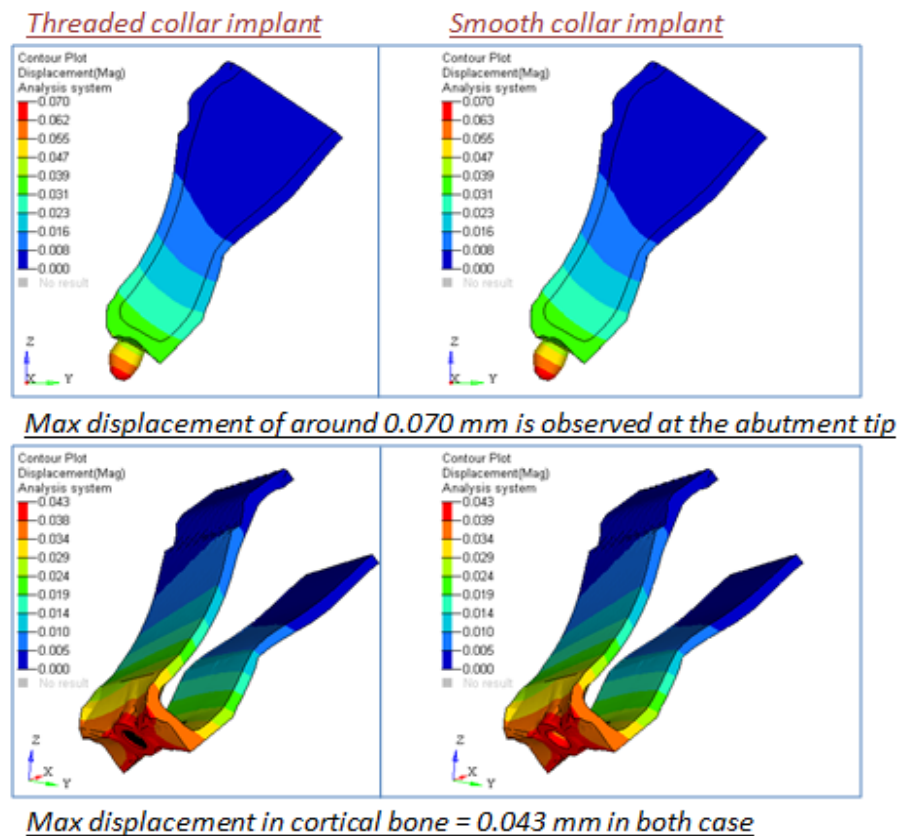 Threaded collar implant
Smooth collar implant
Contour Plot
Displacement(Mag)
Analysis system
0.070
0.062
0.055
0.047
0.039
0.031
0.023
0.016
0.008
0.000
No result
Z
X
Y
Contour Plot
Displacement(Mag)
Analysis system
0.070
0.063
0.055
0.047
0.039
0.031
0.023
0.016
0.008
0.000
No result
Z
X
Y
Max displacement of around 0.070 mm is observed at the abutment tip
Contour Plot
Displacement(Mag)
Analysis system
0.043
0.038
0.034
0.029
0.024
0.019
0.014
0.010
0.005
0.000
No result
Z
X
Y
Contour Plot
Displacement(Mag)
Analysis system
0.043
0.039
0.034
0.029
0.024
0.019
0.014
0.010
0.005
0.000
No result
Z
X
Y
Max displacement in cortical bone = 0.043 mm in both case